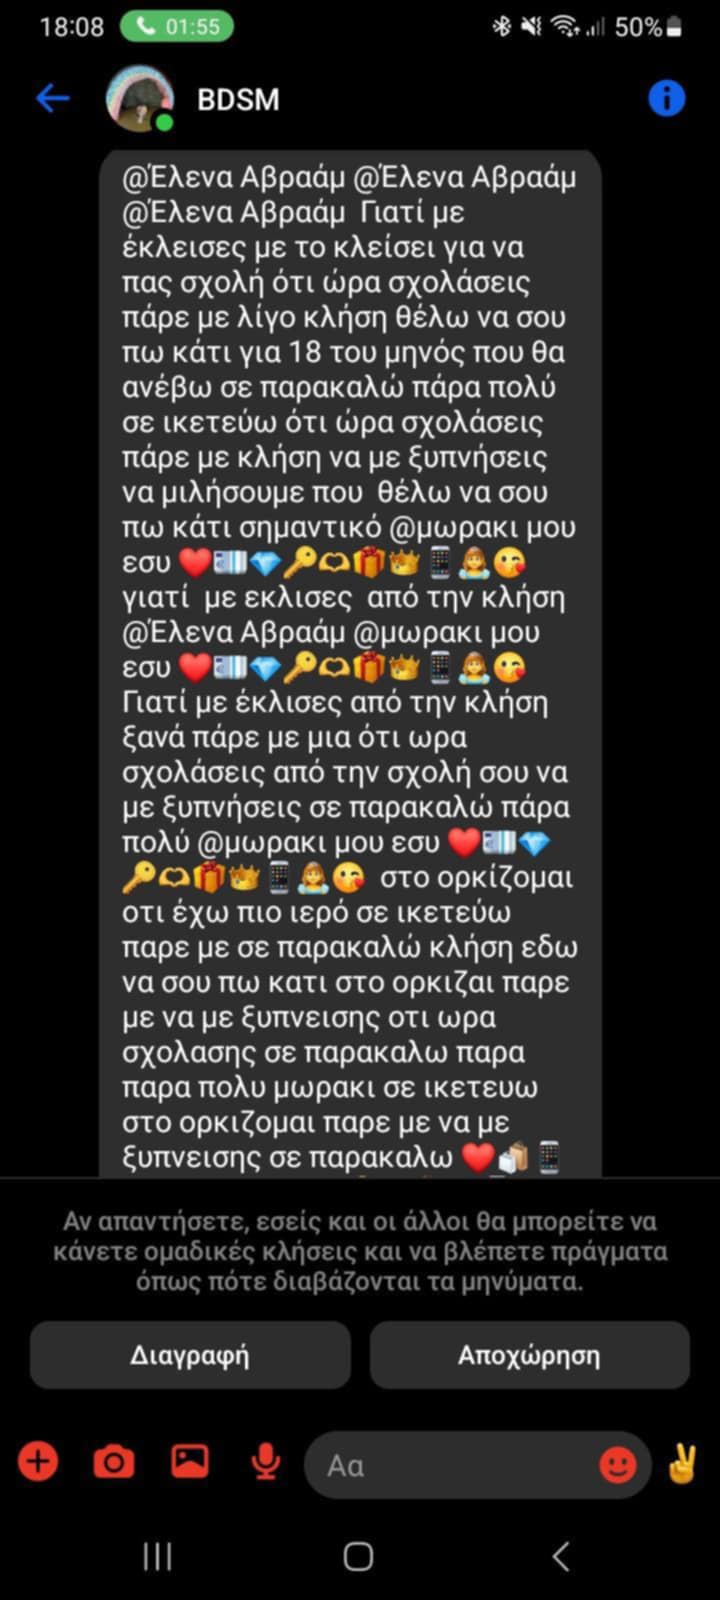 18:08 01:55 50%
BDSM
@Έλενα Αβραάμ @Έλενα Αβραάμ
@Έλενα Αβραάμ Γιατί με
έκλεισες με το κλείσει για να
πας σχολή ότι ώρα σχολάσεις
πάρε με λίγο κλήση θέλω να σου
πω κάτι για 18 του μηνός που θα
ανέβω σε παρακαλώ πάρα πολύ
σε ικετεύω ότι ώρα σχολάσεις
πάρε με κλήση να με ξυπνήσεις
να μιλήσουμε που θέλω να σου
πω κάτι σημαντικό @μωρακι μου
εσυ ❤️💶💎🔑🫶🎁👑📱👰😘
γιατί με εκλισες από την κλήση
@Έλενα Αβραάμ @μωρακι μου
εσυ ❤️💶💎🔑🫶🎁👑📱👰😘
Γιατί με έκλισες από την κλήση
ξανά πάρε με μια ότι ωρα
σχολάσεις από την σχολή σου να
με ξυπνήσεις σε παρακαλώ πάρα
πολύ @μωρακι μου εσυ ❤️💶💎
🔑🫶🎁👑📱👰😘 στο ορκίζομαι
οτι έχω πιο ιερό σε ικετεύω
παρε με σε παρακαλώ κλήση εδω
να σου πω κατι στο ορκιζαι παρε
με να με ξυπνεισης οτι ωρα
σχολασης σε παρακαλω παρα
παρα πολυ μωρακι σε ικετευω
στο ορκιζομαι παρε με να με
ξυπνεισης σε παρακαλω ❤️🛍️📱
Αν απαντήσετε, εσείς και οι άλλοι θα μπορείτε να
κάνετε ομαδικές κλήσεις και να βλέπετε πράγματα
όπως πότε διαβάζονται τα μηνύματα.
Διαγραφή Αποχώρηση
Αα